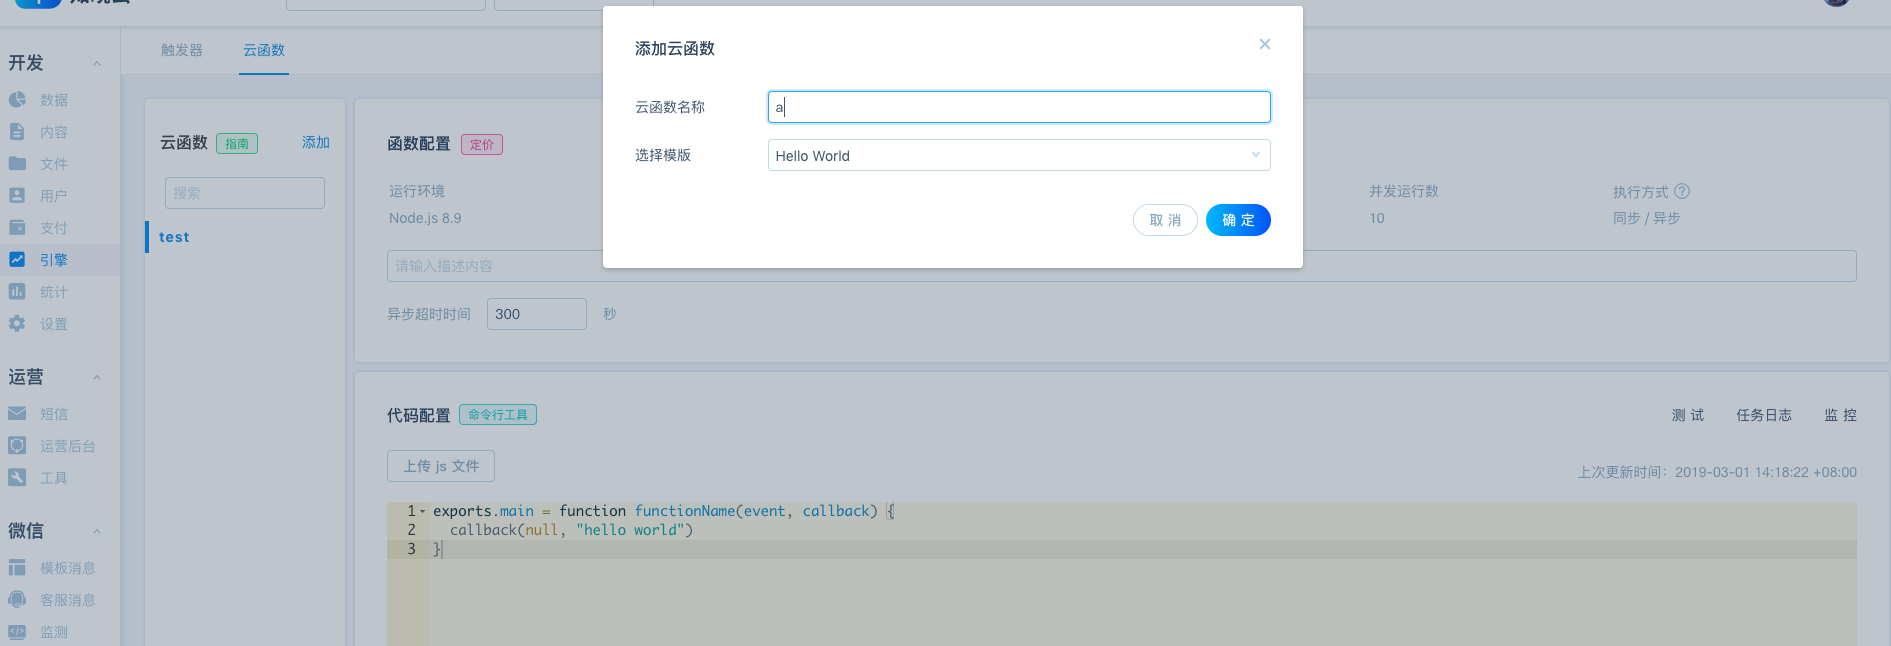 添加云函数
云函数名称
a
选择模版
Hello World
取 消
确 定
触发器
云函数
开发
数据
内容
文件
用户
支付
引擎
统计
设置
运营
短信
运营后台
工具
微信
模板消息
客服消息
监测
云函数
指南
添加
搜索
test
函数配置
定价
运行环境
Node.js 8.9
并发运行数
10
执行方式
同步 / 异步
请输入描述内容
异步超时时间
300
秒
代码配置
命令行工具
测 试
任务日志
监 控
上传 js 文件
上次更新时间：2019-03-01 14:18:22 +08:00
1 exports.main = function functionName(event, callback) {
2 callback(null, "hello world")
3 }